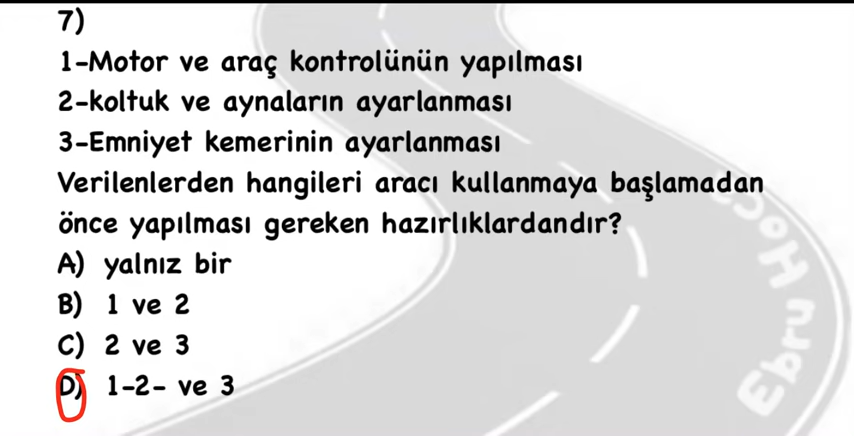 7)
1-Motor ve araç kontrolünün yapılması
2-koltuk ve aynaların ayarlanması
3-Emniyet kemerinin ayarlanması
Verilenlerden hangileri aracı kullanmaya başlamadan
önce yapılması gereken hazırlıklardandır?
A) yalnız bir
B) 1 ve 2
C) 2 ve 3
D) 1-2- ve 3
Ebru Hoca